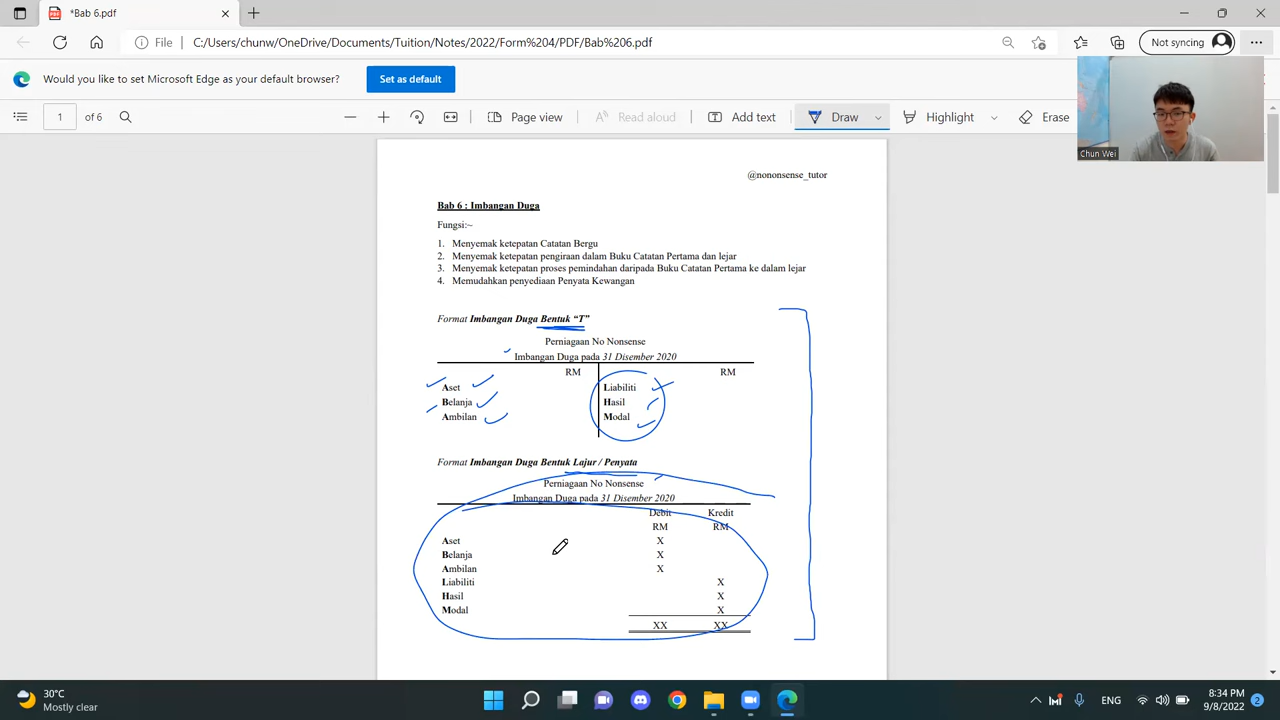 *Bab 6.pdf
File
C:/Users/chunw/OneDrive/Documents/Tuition/Notes/2022/Form%204/PDF/Bab%206.pdf
Not syncing
Would you like to set Microsoft Edge as your default browser?
Set as default
1 of 6
Page view
Read aloud
Add text
Draw
Highlight
Erase
Chun Wei
@nononsense_tutor
Bab 6 : Imbangan Duga
Fungsi:~
1. Menyemak ketepatan Catatan Bergu
2. Menyemak ketepatan pengiraan dalam Buku Catatan Pertama dan lejar
3. Menyemak ketepatan proses pemindahan daripada Buku Catatan Pertama ke dalam lejar
4. Memudahkan penyediaan Penyata Kewangan
Format Imbangan Duga Bentuk “T”
Perniagaan No Nonsense
Imbangan Duga pada 31 Disember 2020
RM RM
Aset Liabiliti
Belanja Hasil
Ambilan Modal
Format Imbangan Duga Bentuk Lajur / Penyata
Perniagaan No Nonsense
Imbangan Duga pada 31 Disember 2020
Debit Kredit
RM RM
Aset X
Belanja X
Ambilan X
Liabiliti X
Hasil X
Modal X
XX XX
30°C
Mostly clear
ENG
8:34 PM
9/8/2022
2